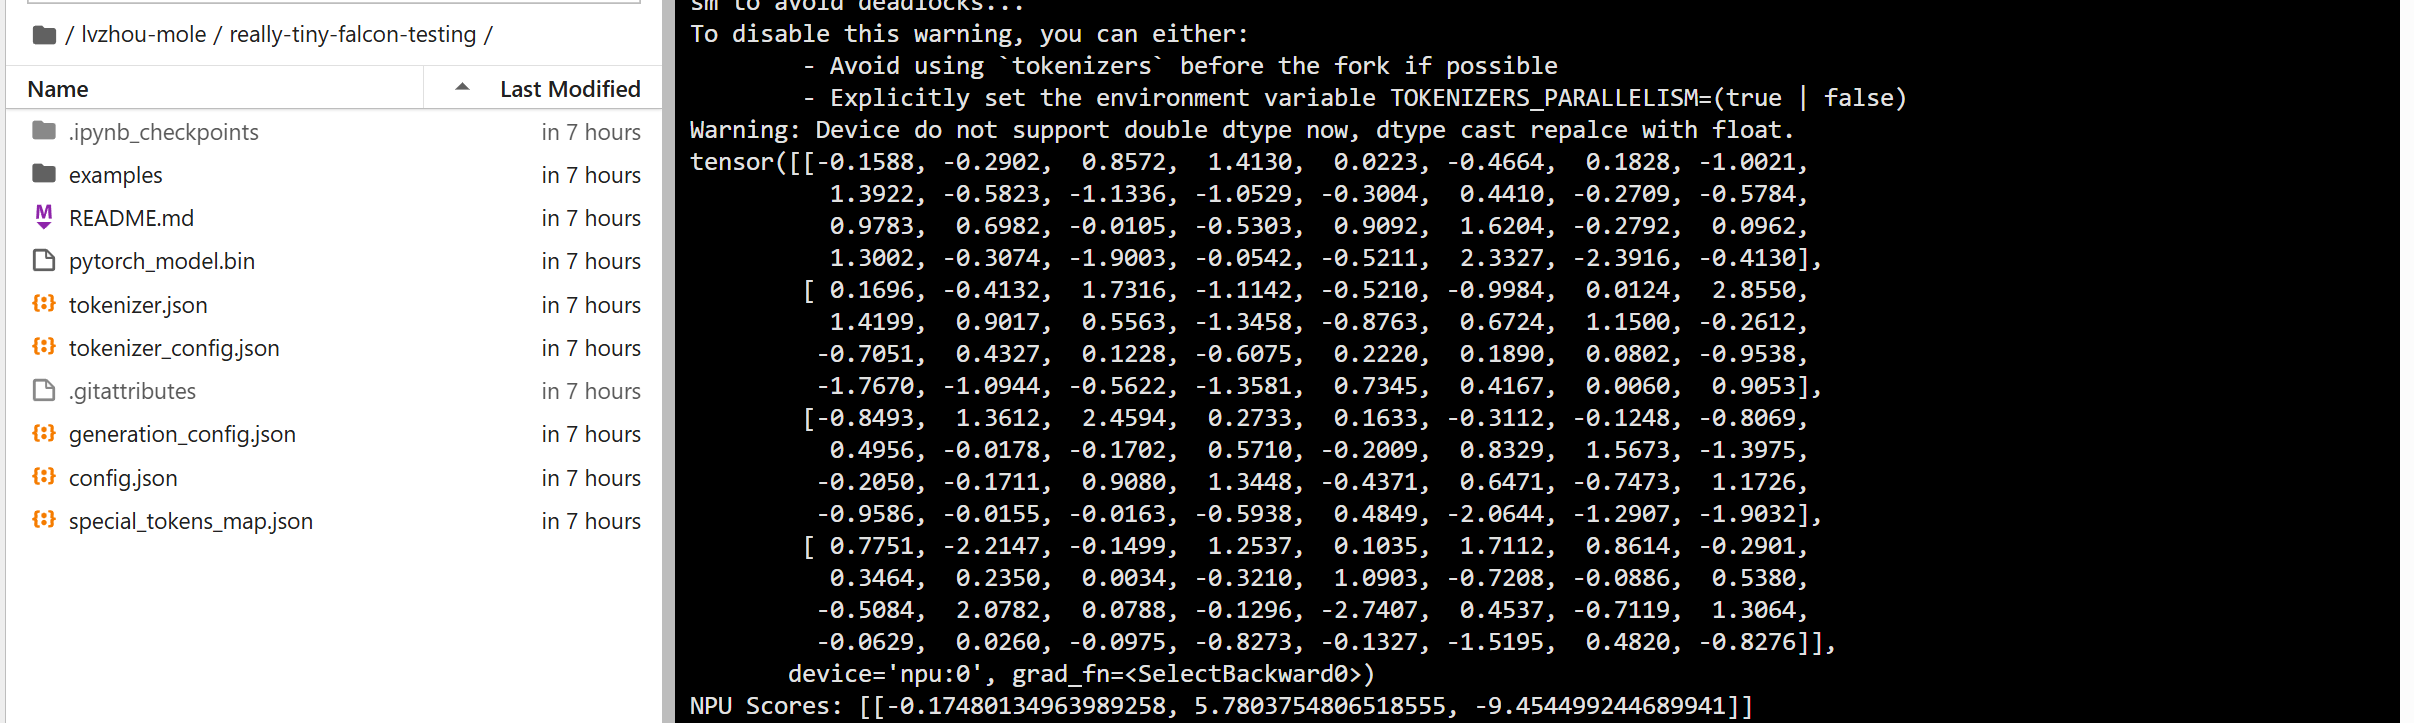 / lvzhou-mole / really-tiny-falcon-testing /
Name Last Modified
.ipynb_checkpoints in 7 hours
examples in 7 hours
README.md in 7 hours
pytorch_model.bin in 7 hours
tokenizer.json in 7 hours
tokenizer_config.json in 7 hours
.gitattributes in 7 hours
generation_config.json in 7 hours
config.json in 7 hours
special_tokens_map.json in 7 hours
sm to avoid deadlocks...
To disable this warning, you can either:
- Avoid using `tokenizers` before the fork if possible
- Explicitly set the environment variable TOKENIZERS_PARALLELISM=(true | false)
Warning: Device do not support double dtype now, dtype cast repalce with float.
tensor([[-0.1588, -0.2902, 0.8572, 1.4130, 0.0223, -0.4664, 0.1828, -1.0021,
1.3922, -0.5823, -1.1336, -1.0529, -0.3004, 0.4410, -0.2709, -0.5784,
0.9783, 0.6982, -0.0105, -0.5303, 0.9092, 1.6204, -0.2792, 0.0962,
1.3002, -0.3074, -1.9003, -0.0542, -0.5211, 2.3327, -2.3916, -0.4130],
[ 0.1696, -0.4132, 1.7316, -1.1142, -0.5210, -0.9984, 0.0124, 2.8550,
1.4199, 0.9017, 0.5563, -1.3458, -0.8763, 0.6724, 1.1500, -0.2612,
-0.7051, 0.4327, 0.1228, -0.6075, 0.2220, 0.1890, 0.0802, -0.9538,
-1.7670, -1.0944, -0.5622, -1.3581, 0.7345, 0.4167, 0.0060, 0.9053],
[-0.8493, 1.3612, 2.4594, 0.2733, 0.1633, -0.3112, -0.1248, -0.8069,
0.4956, -0.0178, -0.1702, 0.5710, -0.2009, 0.8329, 1.5673, -1.3975,
-0.2050, -0.1711, 0.9080, 1.3448, -0.4371, 0.6471, -0.7473, 1.1726,
-0.9586, -0.0155, -0.0163, -0.5938, 0.4849, -2.0644, -1.2907, -1.9032],
[ 0.7751, -2.2147, -0.1499, 1.2537, 0.1035, 1.7112, 0.8614, -0.2901,
0.3464, 0.2350, 0.0034, -0.3210, 1.0903, -0.7208, -0.0886, 0.5380,
-0.5084, 2.0782, 0.0788, -0.1296, -2.7407, 0.4537, -0.7119, 1.3064,
-0.0629, 0.0260, -0.0975, -0.8273, -0.1327, -1.5195, 0.4820, -0.8276]],
device='npu:0', grad_fn=<SelectBackward0>)
NPU Scores: [[-0.17480134963989258, 5.7803754806518555, -9.454499244689941]]